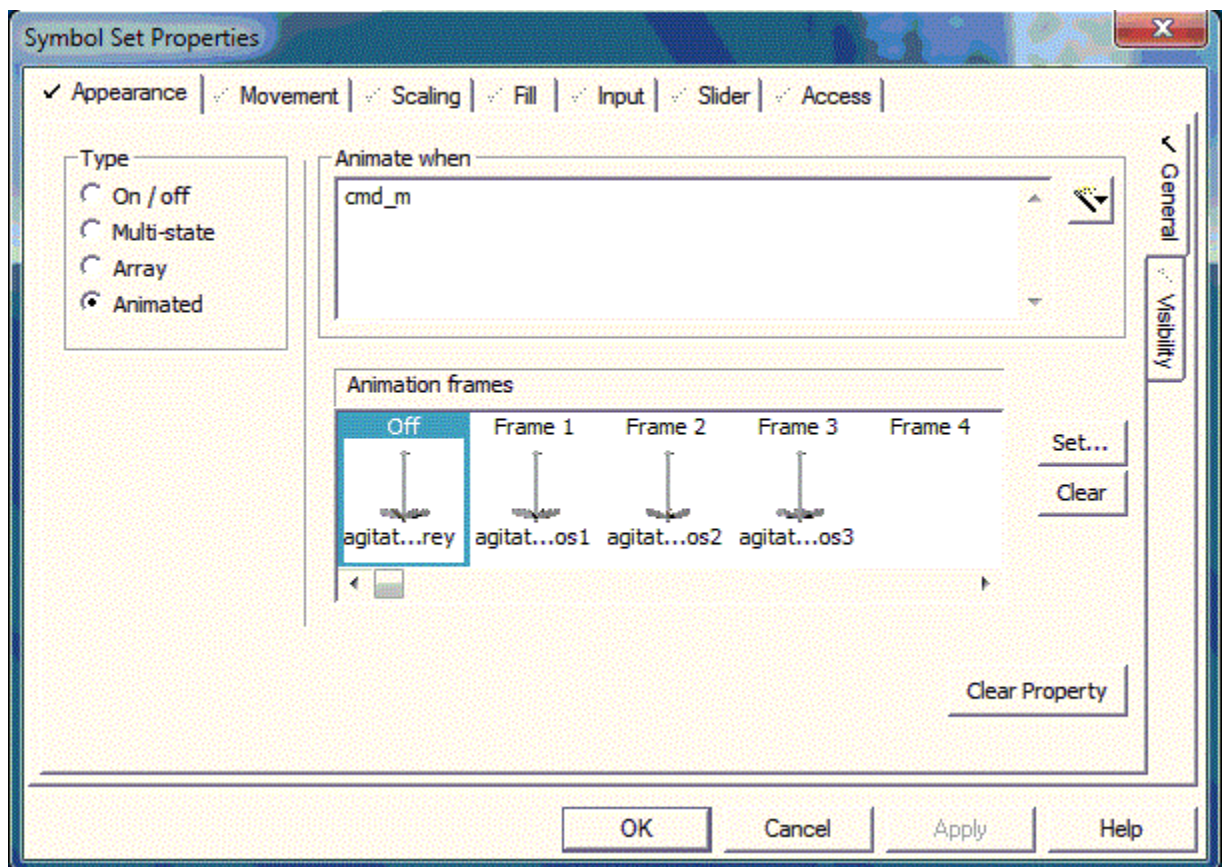 Symbol Set Properties
Appearance Movement Scaling Fill Input Slider Access
Type
On / off
Multi-state
Array
Animated
Animate when
cmd_m
General
Visibility
Animation frames
Off Frame 1 Frame 2 Frame 3 Frame 4
agitat...rey agitat...os1 agitat...os2 agitat...os3
Set...
Clear
Clear Property
OK Cancel Apply Help